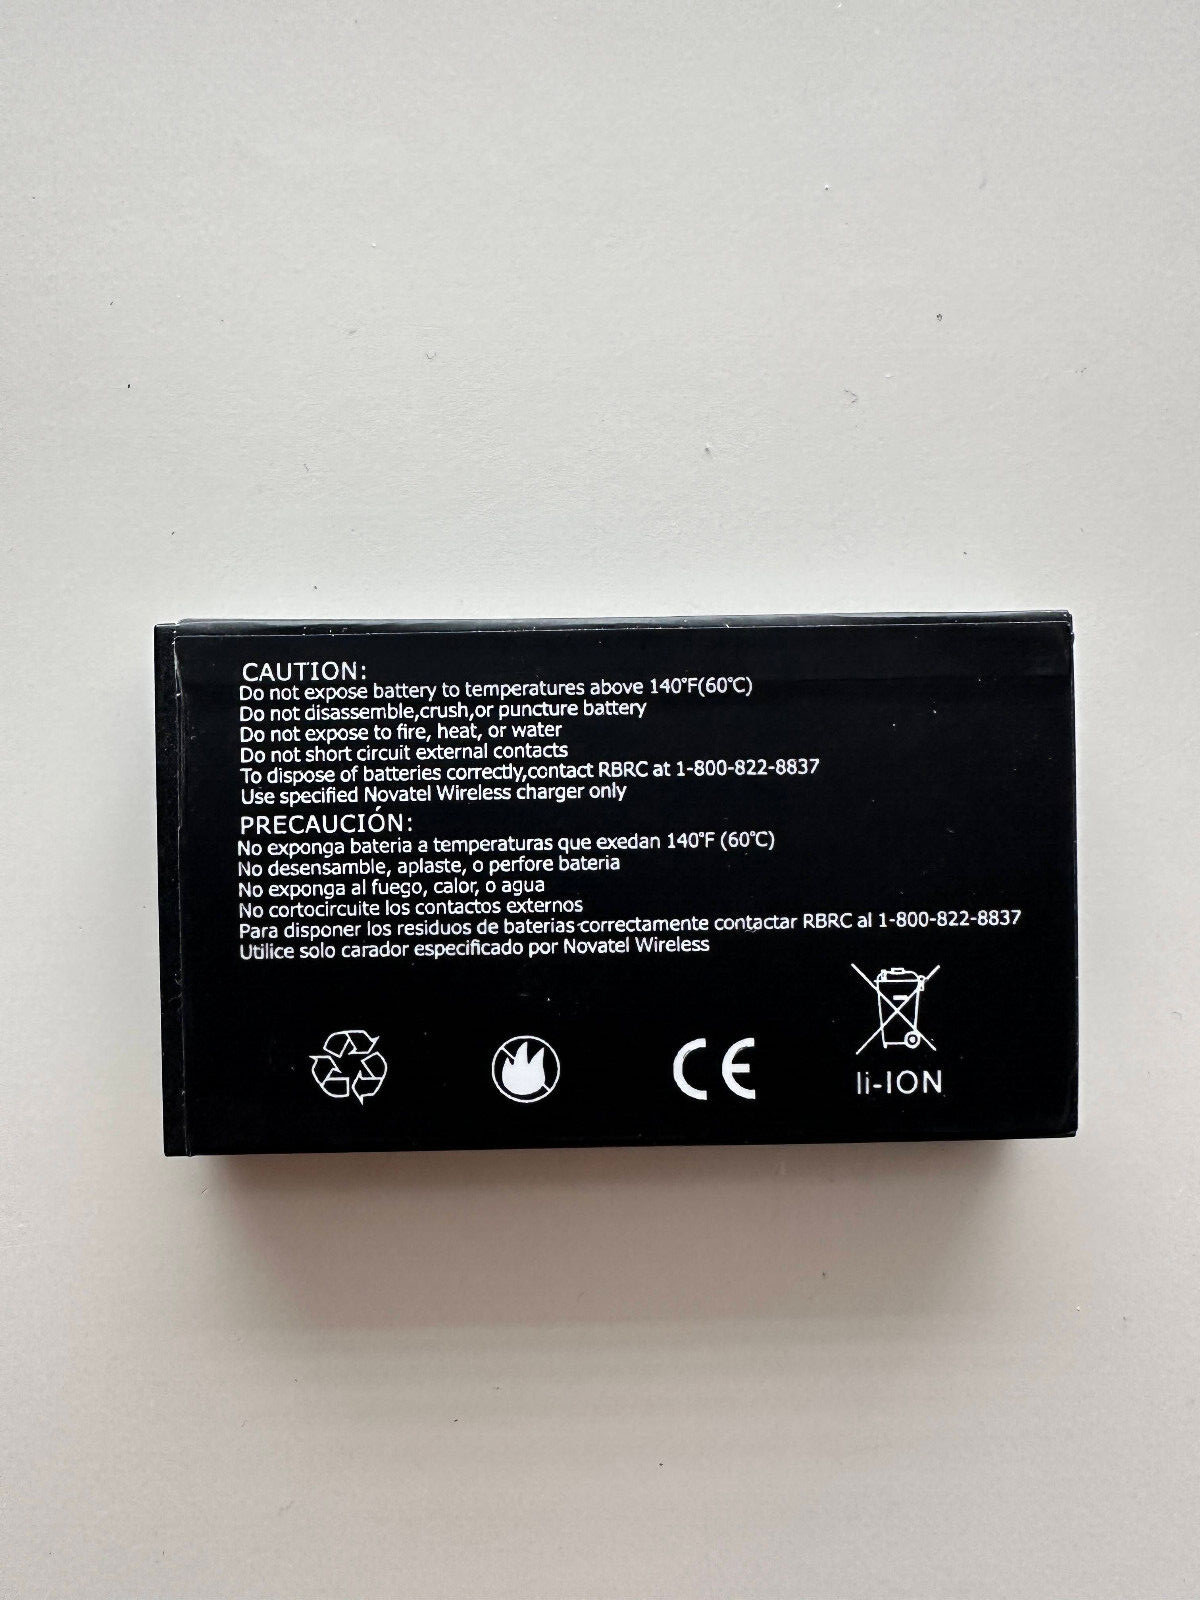 CAUTION:
Do not expose battery to temperatures above 140°F(60℃)
Do not disassemble,crush,or puncture battery
Do not expose to fire, heat, or water
Do not short circuit external contacts
To dispose of batteries correctly,contact RBRC at 1-800-822-8837
Use specified Novatel Wireless charger only
PRECAUCIÓN:
No exponga bateria a temperaturas que exedan 140°F (60℃)
No desensamble, aplaste, o perfore bateria
No exponga al fuego, calor, o agua
No cortocircuite los contactos externos
Para disponer los residuos de baterias correctamente contactar RBRC al 1-800-822-8837
Utilice solo carador especificado por Novatel Wireless
CE
li-ION